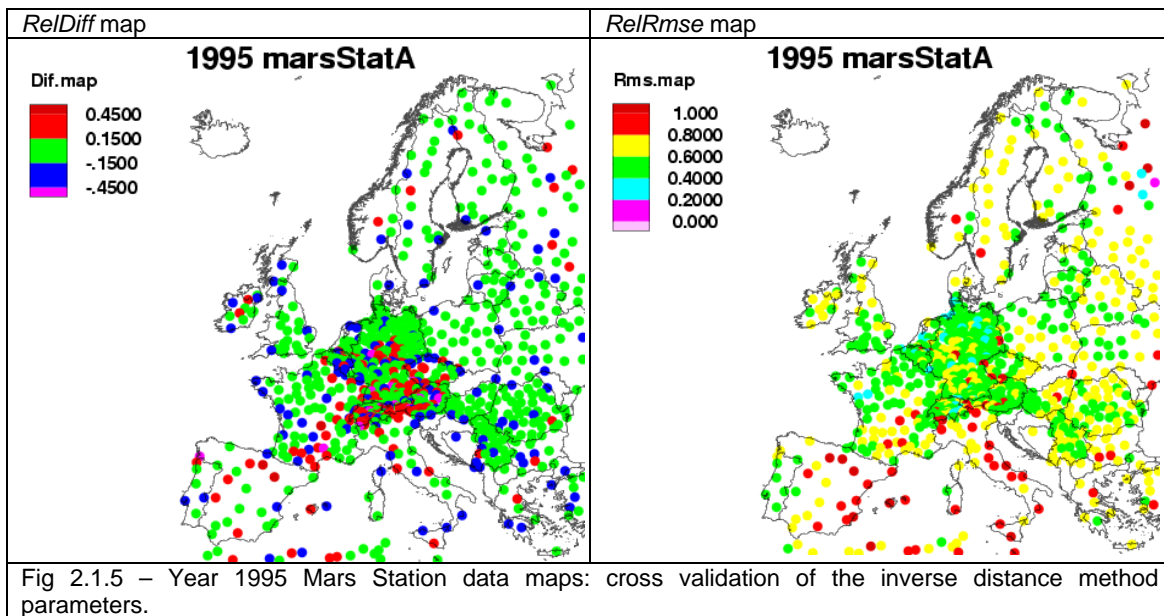 RelDiff map
RelRmse map
1995 marsStatA
Dif.map
0.4500
0.1500
-.1500
-.4500
1995 marsStatA
Rms.map
1.000
0.8000
0.6000
0.4000
0.2000
0.000
Fig 2.1.5 – Year 1995 Mars Station data maps: cross validation of the inverse distance method
parameters.